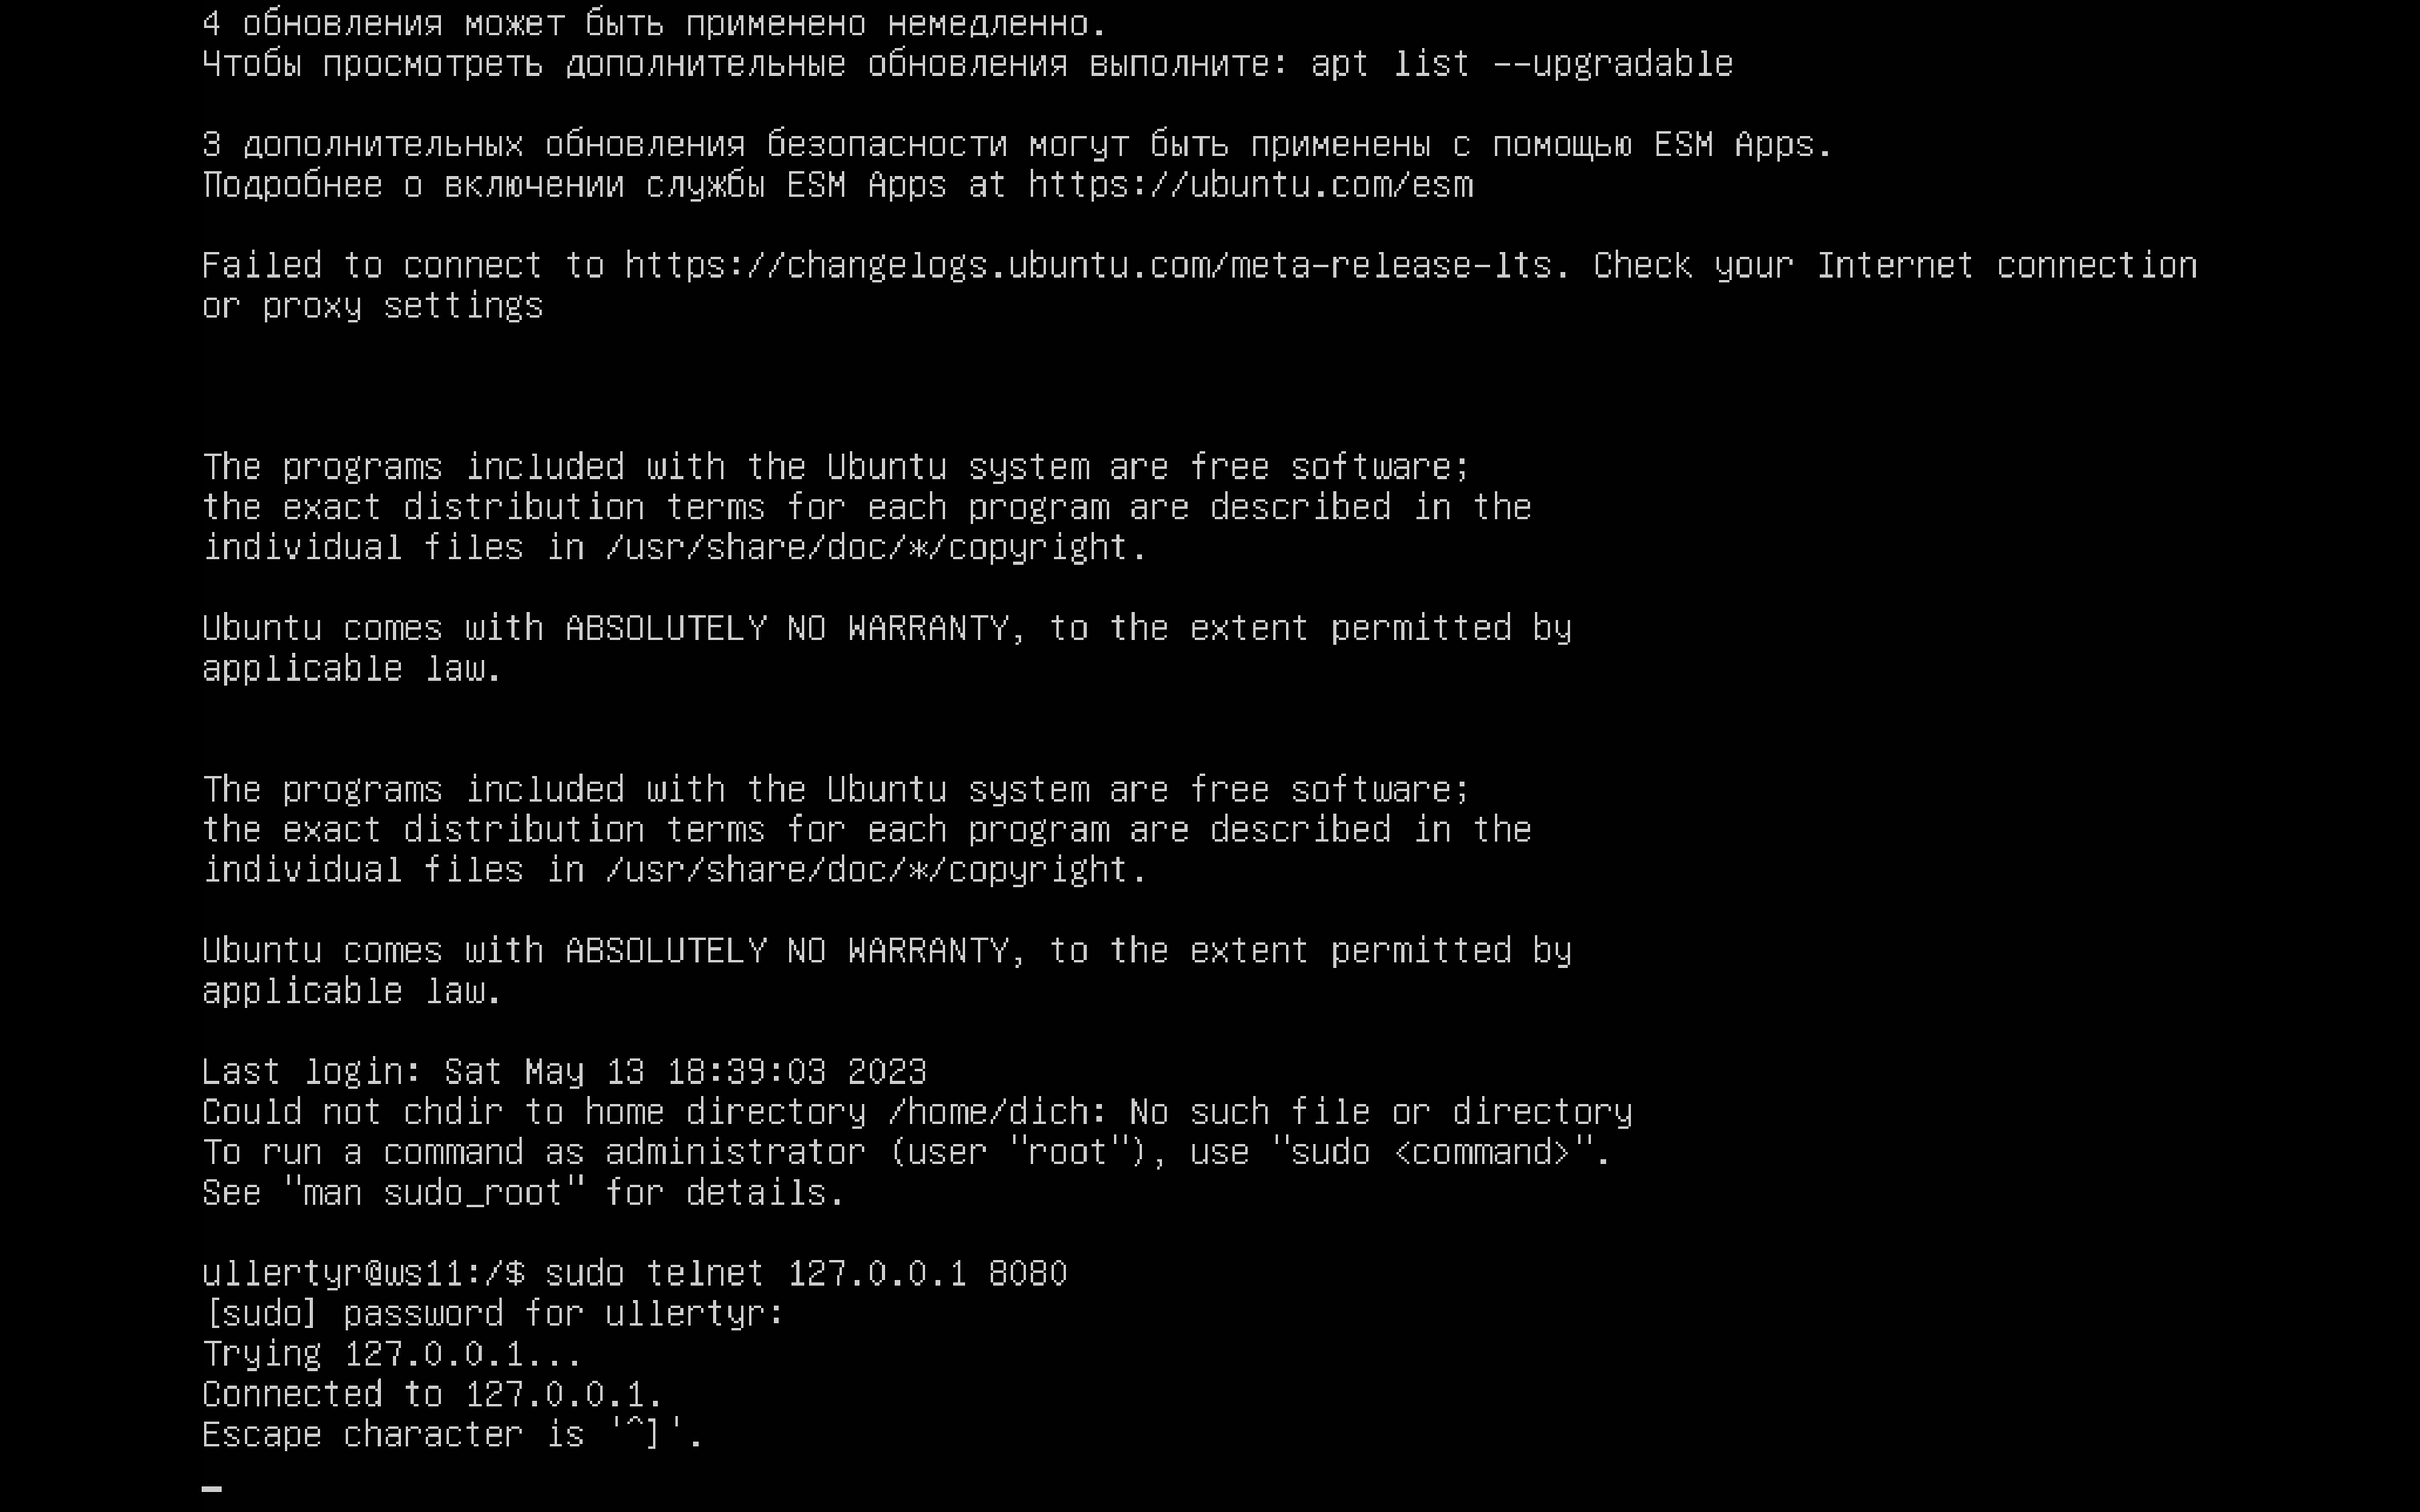 4 обновления может быть применено немедленно.
Чтобы просмотреть дополнительные обновления выполните: apt list --upgradable
3 дополнительных обновления безопасности могут быть применены с помощью ESM Apps.
Подробнее о включении службы ESM Apps at https://ubuntu.com/esm
Failed to connect to https://changelogs.ubuntu.com/meta-release-lts. Check your Internet connection
or proxy settings
The programs included with the Ubuntu system are free software;
the exact distribution terms for each program are described in the
individual files in /usr/share/doc/*/copyright.
Ubuntu comes with ABSOLUTELY NO WARRANTY, to the extent permitted by
applicable law.
The programs included with the Ubuntu system are free software;
the exact distribution terms for each program are described in the
individual files in /usr/share/doc/*/copyright.
Ubuntu comes with ABSOLUTELY NO WARRANTY, to the extent permitted by
applicable law.
Last login: Sat May 13 18:39:03 2023
Could not chdir to home directory /home/dich: No such file or directory
To run a command as administrator (user "root"), use "sudo <command>".
See "man sudo_root" for details.
ullertyr@ws11:/$ sudo telnet 127.0.0.1 8080
[sudo] password for ullertyr:
Trying 127.0.0.1...
Connected to 127.0.0.1.
Escape character is '^]'.